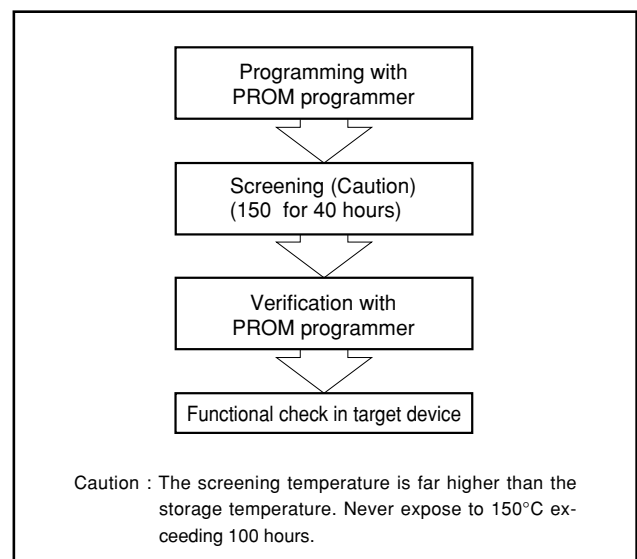 Programming with
PROM programmer
Screening (Caution)
(150  for 40 hours)
Verification with
PROM programmer
Functional check in target device
Caution : The screening temperature is far higher than the
storage temperature. Never expose to 150°C ex-
ceeding 100 hours.